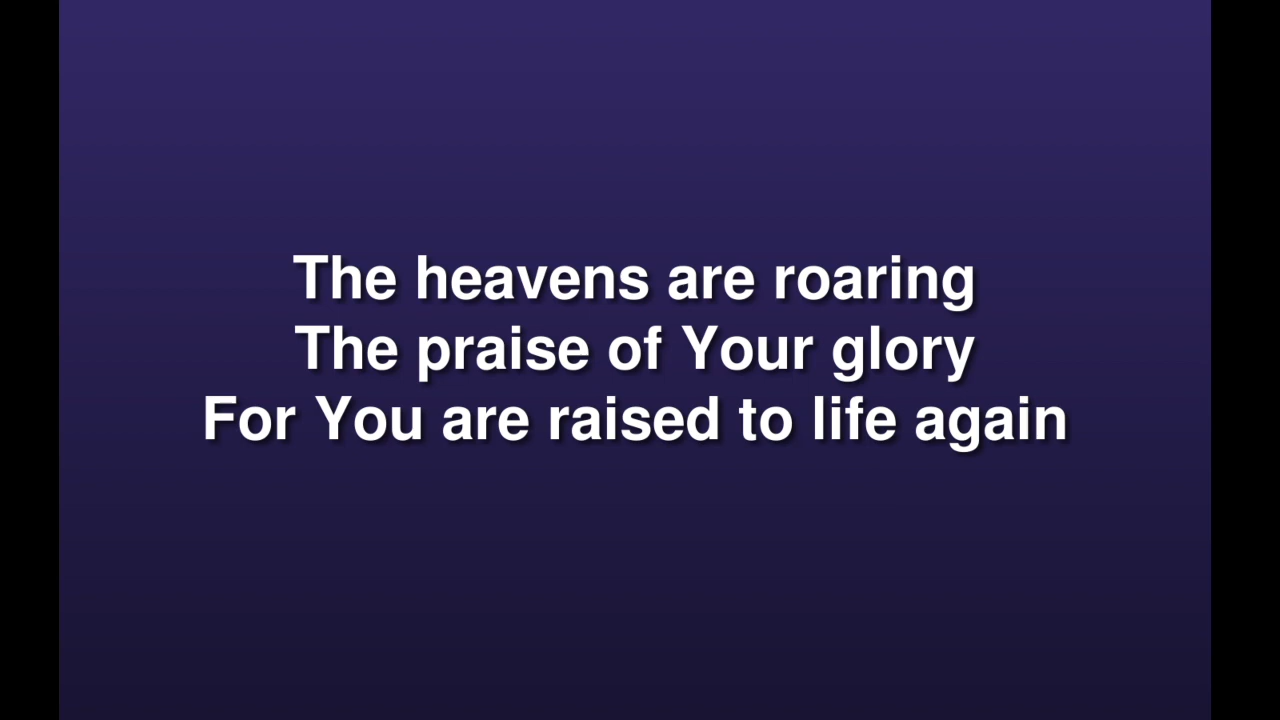 The heavens are roaring
The praise of Your glory
For You are raised to life again